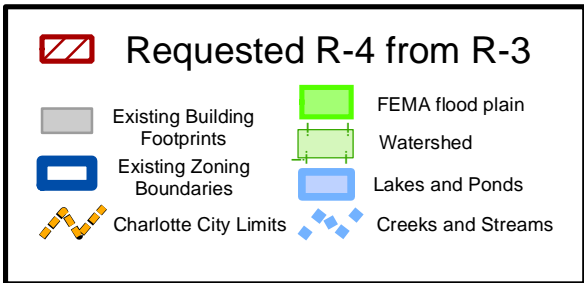 Requested R-4 from R-3
Existing Building
Footprints
Existing Zoning
Boundaries
Charlotte City Limits
FEMA flood plain
Watershed
Lakes and Ponds
Creeks and Streams